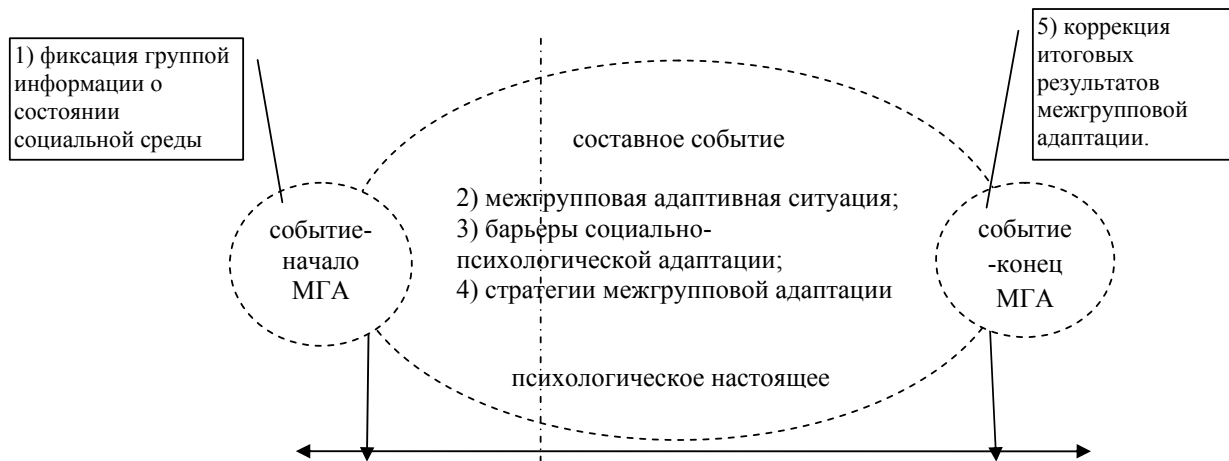 1) фиксация группой
информации о
состоянии
социальной среды
5) коррекция
итоговых
результатов
межгрупповой
адаптации.
составное событие
событие-
начало
МГА
2) межгрупповая адаптивная ситуация;
3) барьеры социально-
психологической адаптации;
4) стратегии межгрупповой адаптации
событие
-конец
МГА
психологическое настоящее